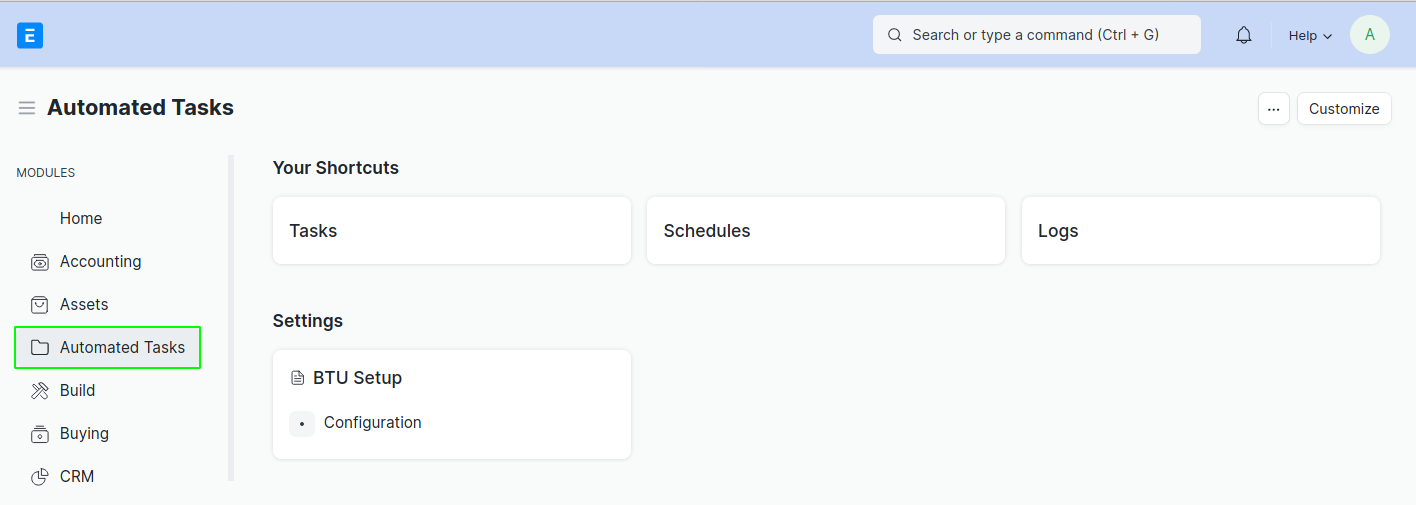 E
Search or type a command (Ctrl + G)
Help
A
Automated Tasks
...
Customize
MODULES
Home
Accounting
Assets
Automated Tasks
Build
Buying
CRM
Your Shortcuts
Tasks
Schedules
Logs
Settings
BTU Setup
Configuration